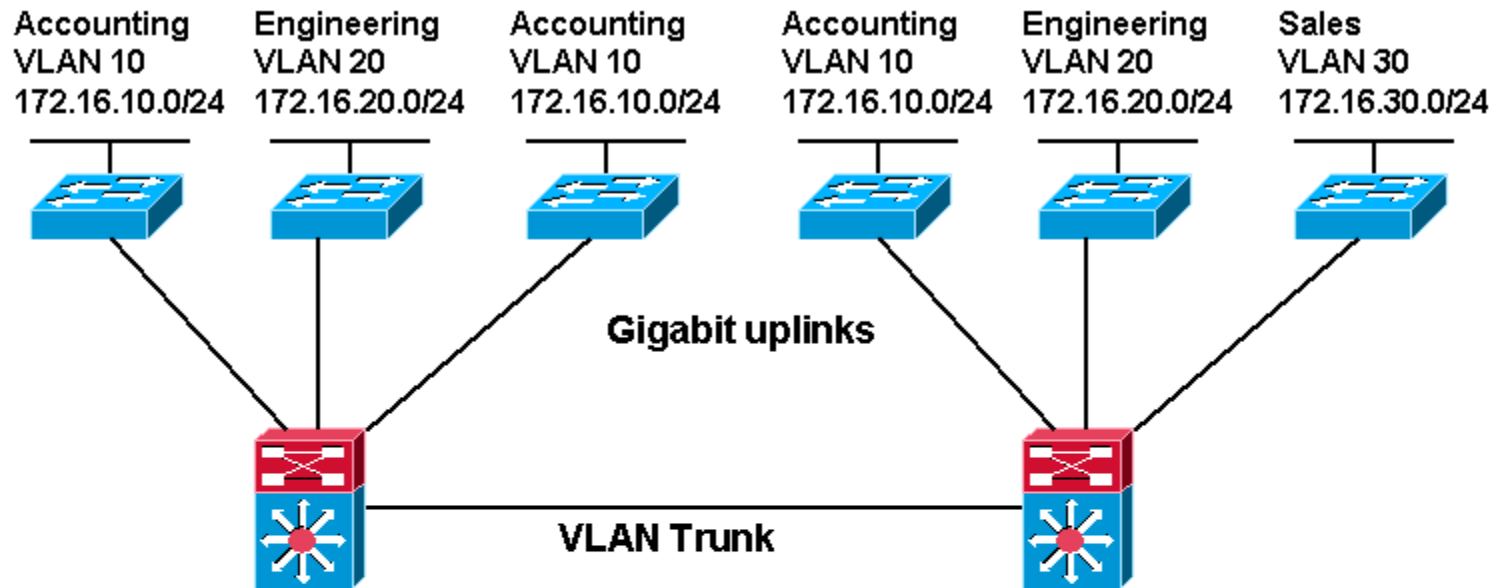 Accounting
VLAN 10
172.16.10.0/24
Engineering
VLAN 20
172.16.20.0/24
Accounting
VLAN 10
172.16.10.0/24
Accounting
VLAN 10
172.16.10.0/24
Engineering
VLAN 20
172.16.20.0/24
Sales
VLAN 30
172.16.30.0/24
Gigabit uplinks
VLAN Trunk